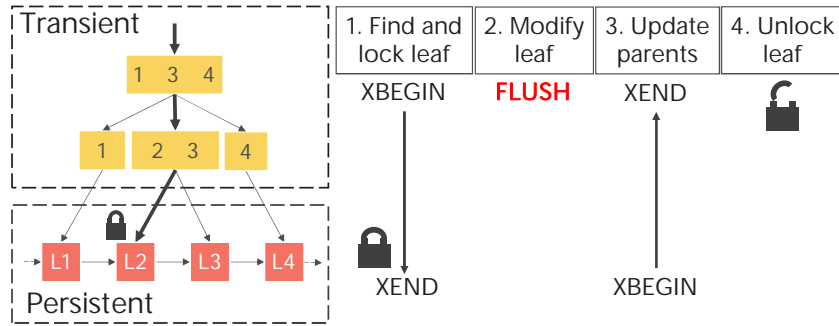 Transient
1 3 4
1
2 3
4
L1
L2
L3
L4
Persistent
1. Find and
lock leaf
2. Modify
leaf
3. Update
parents
4. Unlock
leaf
XBEGIN
FLUSH
XEND
XEND
XBEGIN